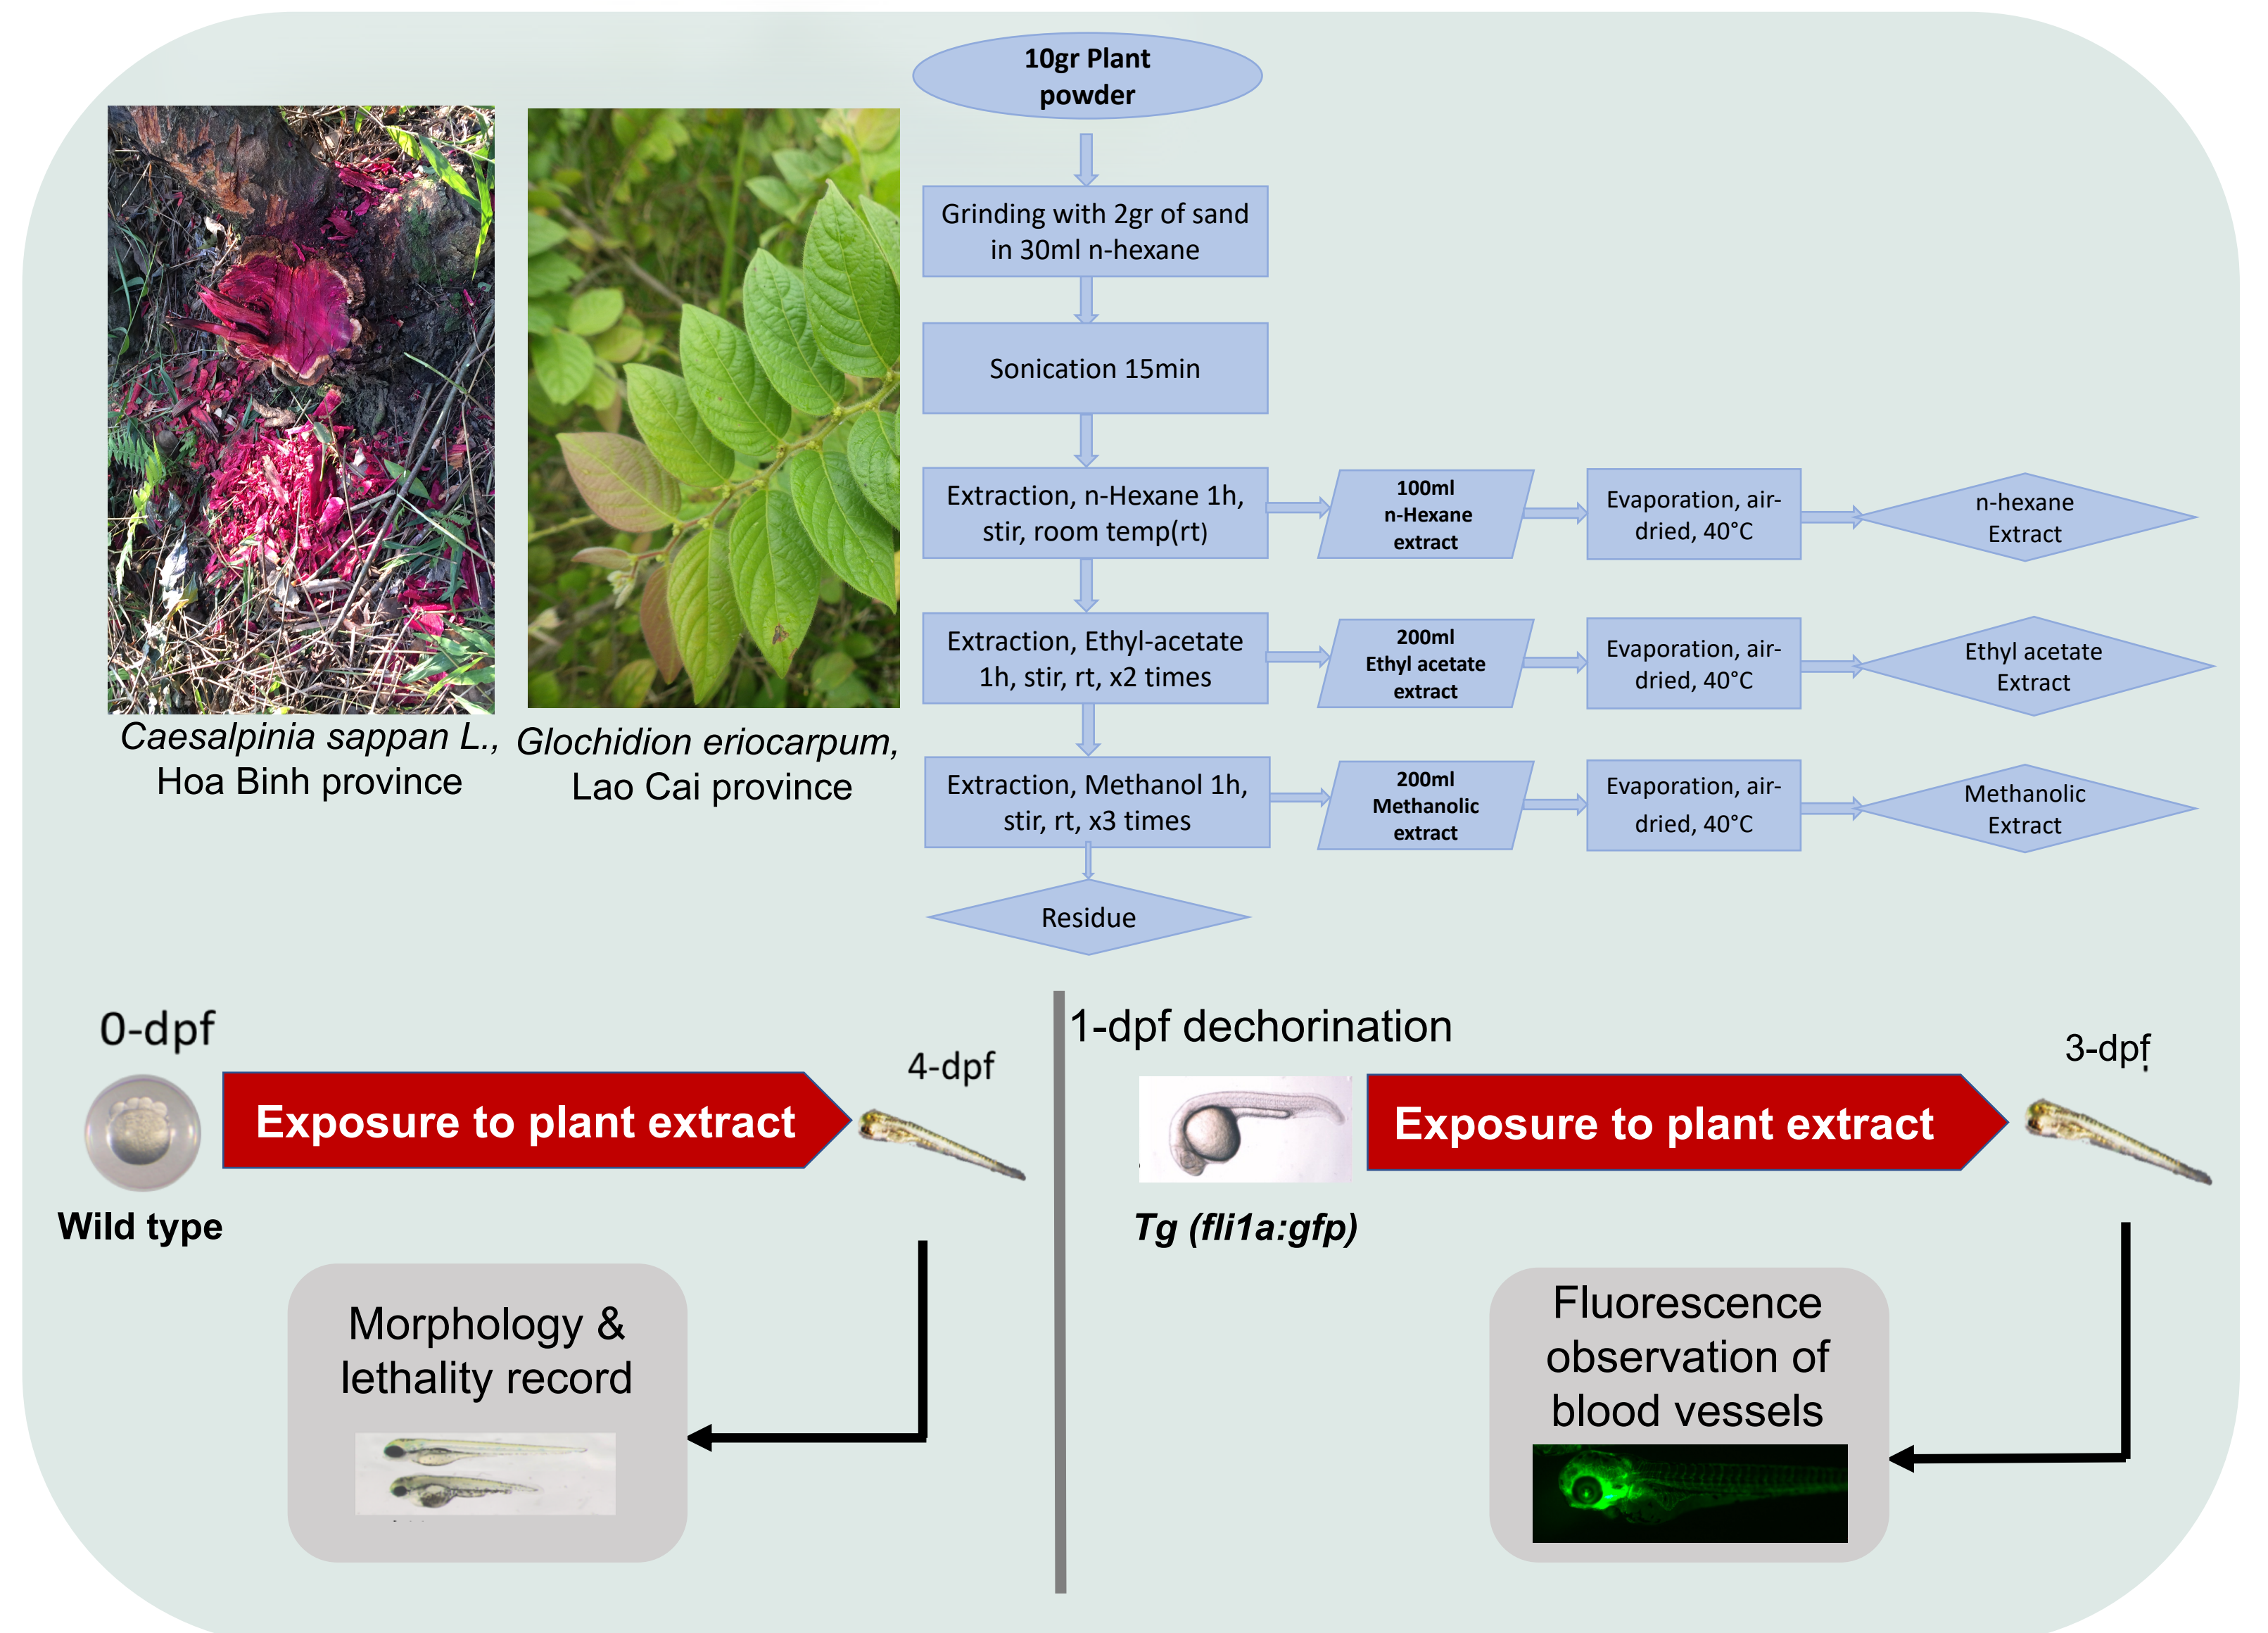 10gr Plant
powder
Grinding with 2gr of sand
in 30ml n-hexane
Sonication 15min
Extraction, n-Hexane 1h,
stir, room temp(rt)
100ml
n-Hexane
extract
Evaporation, air-
dried, 40°C
n-hexane
Extract
Extraction, Ethyl-acetate
1h, stir, rt, x2 times
200ml
Ethyl acetate
extract
Evaporation, air-
dried, 40°C
Ethyl acetate
Extract
Extraction, Methanol 1h,
stir, rt, x3 times
200ml
Methanolic
extract
Evaporation, air-
dried, 40°C
Methanolic
Extract
Residue
Caesalpinia sappan L.,
Hoa Binh province
Glochidion eriocarpum,
Lao Cai province
0-dpf
Exposure to plant extract
4-dpf
Wild type
Morphology &
lethality record
1-dpf dechorination
Exposure to plant extract
3-dpf
Tg (fli1a:gfp)
Fluorescence
observation of
blood vessels